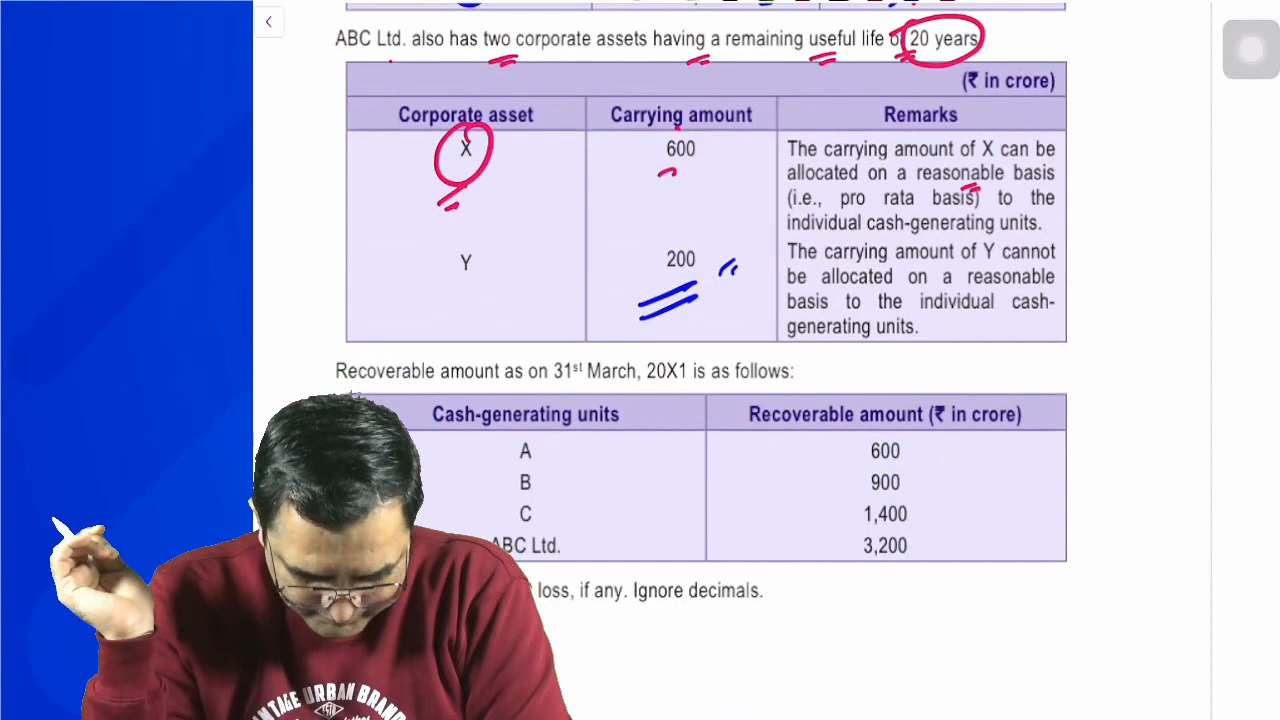 ABC Ltd. also has two corporate assets having a remaining useful life of 20 years
(₹ in crore)
Corporate asset Carrying amount Remarks
X 600 The carrying amount of X can be
allocated on a reasonable basis
(i.e., pro rata basis) to the
individual cash-generating units.
Y 200 The carrying amount of Y cannot
be allocated on a reasonable
basis to the individual cash-
generating units.
Recoverable amount as on 31st March, 20X1 is as follows:
Cash-generating units Recoverable amount (₹ in crore)
A 600
B 900
C 1,400
ABC Ltd. 3,200
loss, if any. Ignore decimals.
URBAN